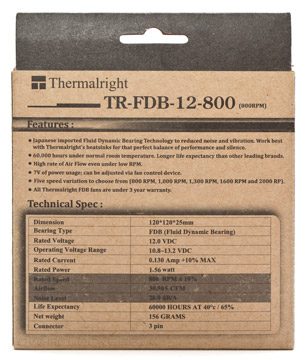 Thermalright
TR-FDB-12-800 (800RPM)
Features :
Japanese imported Fluid Dynamic Bearing Technology to reduced noise and vibration. Work best
with Thermalright's heatsinks for that perfect balance of performance and silence.
60,000 hours under normal room temperature. Longer life expectancy than other leading brands.
High rate of Air Flow even under low RPM.
7V of power usage: can be adjusted via fan control device.
Five speed variation to choose from (800 RPM, 1,000 RPM, 1,300 RPM, 1600 RPM and 2000 RP).
All Thermalright FDB fans are under 3 year warranty.
Technical Spec :
Dimension 120*120*25mm
Bearing Type FDB (Fluid Dynamic Bearing)
Rated Voltage 12.0 VDC
Operating Voltage Range 10.8~13.2 VDC
Rated Current 0.130 Amp +10% MAX
Rated Power 1.56 watt
Rated Speed 800 RPM ± 10%
Airflow CFM
Noise Level
Life Expectancy 60000 HOURS AT 40°c / 65%
Net weight 156 GRAMS
Connector 3 pin